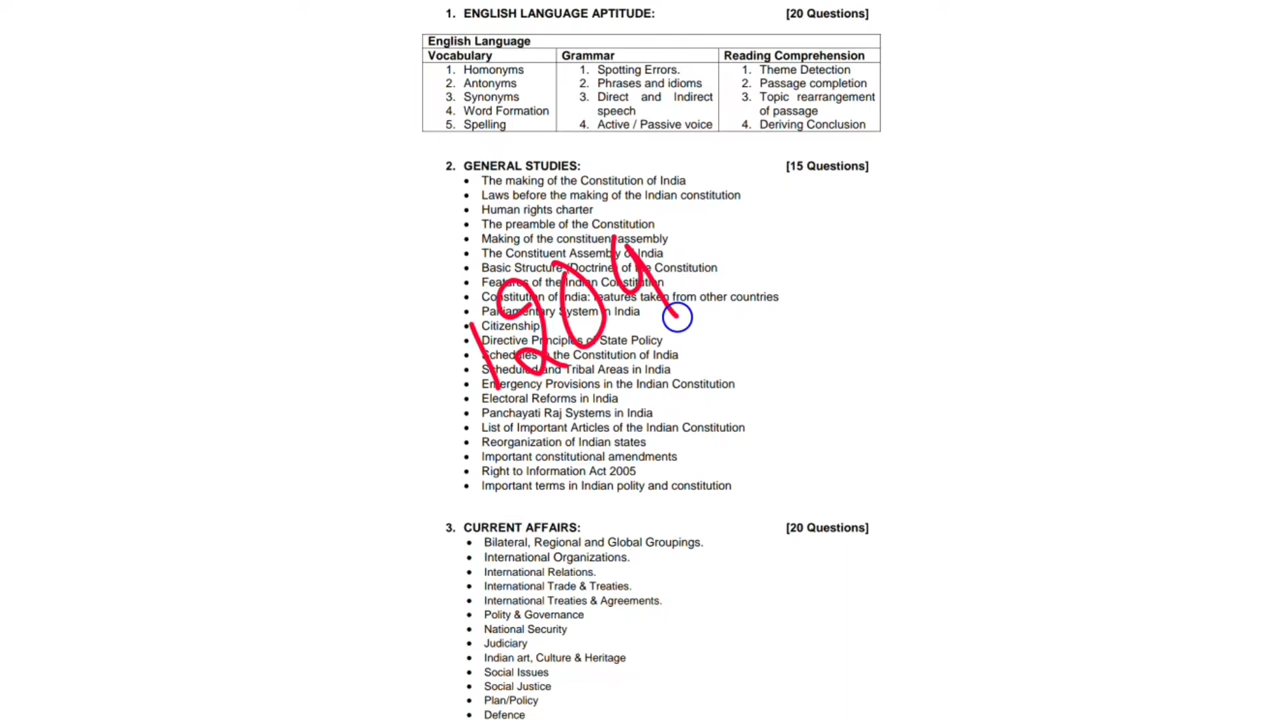 1. ENGLISH LANGUAGE APTITUDE: [20 Questions]
English Language
Vocabulary Grammar Reading Comprehension
1. Homonyms 1. Spotting Errors. 1. Theme Detection
2. Antonyms 2. Phrases and idioms 2. Passage completion
3. Synonyms 3. Direct and Indirect 3. Topic rearrangement
4. Word Formation speech of passage
5. Spelling 4. Active / Passive voice 4. Deriving Conclusion
2. GENERAL STUDIES: [15 Questions]
• The making of the Constitution of India
• Laws before the making of the Indian constitution
• Human rights charter
• The preamble of the Constitution
• Making of the constituent assembly
• The Constituent Assembly of India
• Basic Structure (Doctrine) of the Constitution
• Features of the Indian Constitution
• Constitution of India: features taken from other countries
• Parliamentary System in India
• Citizenship
• Directive Principles of State Policy
• Schedules in the Constitution of India
• Scheduled and Tribal Areas in India
• Emergency Provisions in the Indian Constitution
• Electoral Reforms in India
• Panchayati Raj Systems in India
• List of Important Articles of the Indian Constitution
• Reorganization of Indian states
• Important constitutional amendments
• Right to Information Act 2005
• Important terms in Indian polity and constitution
3. CURRENT AFFAIRS: [20 Questions]
• Bilateral, Regional and Global Groupings.
• International Organizations.
• International Relations.
• International Trade & Treaties.
• International Treaties & Agreements.
• Polity & Governance
• National Security
• Judiciary
• Indian art, Culture & Heritage
• Social Issues
• Social Justice
• Plan/Policy
• Defence